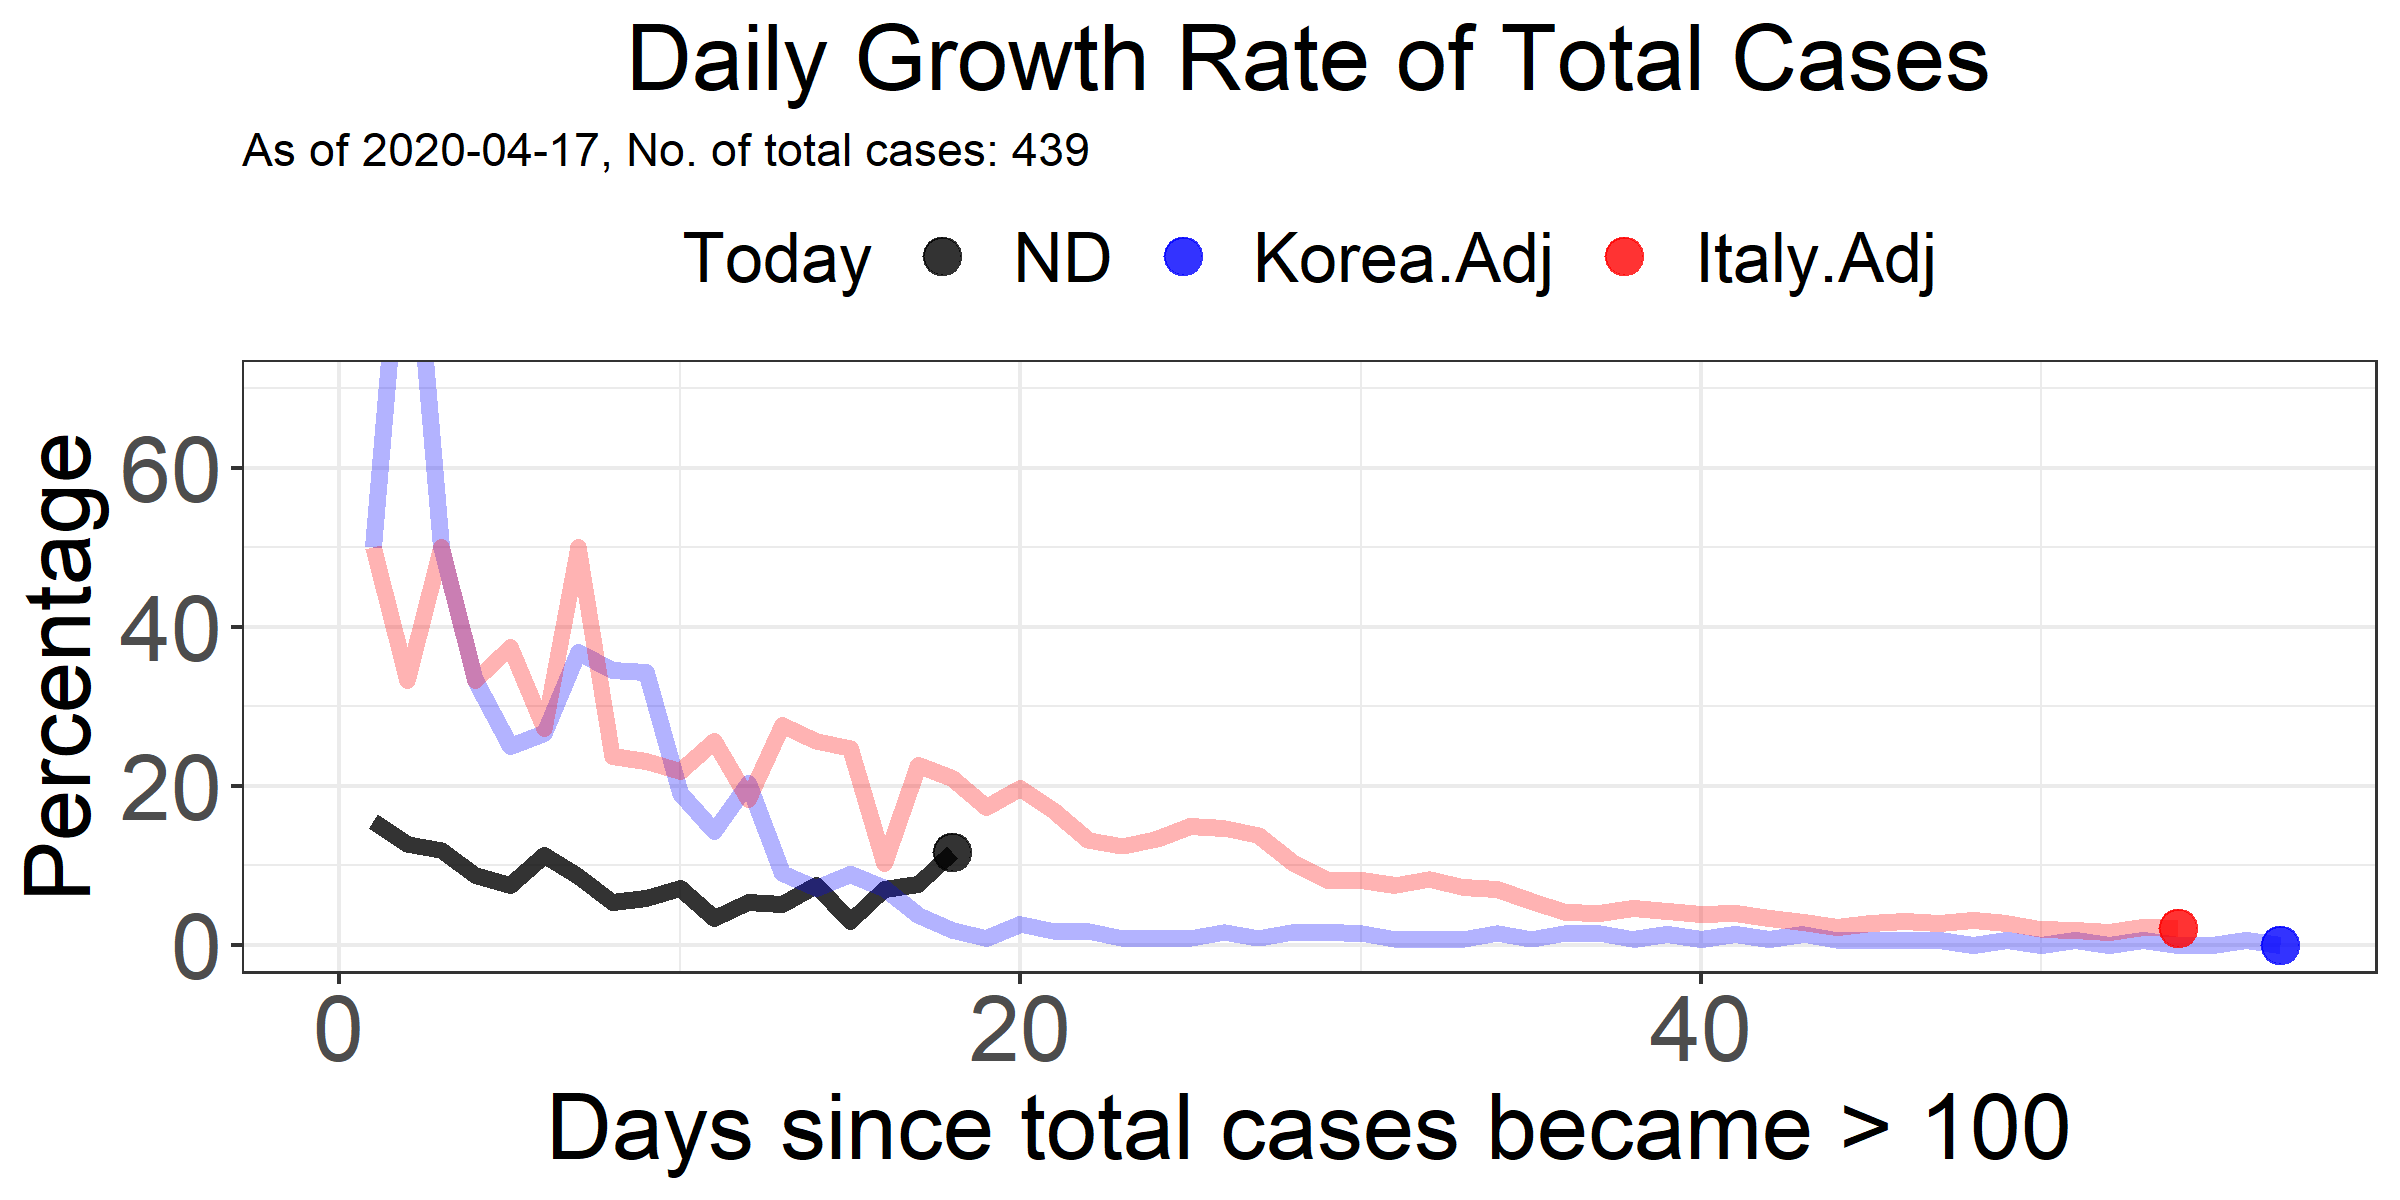 Daily Growth Rate of Total Cases
As of 2020-04-17, No. of total cases: 439
Today ND Korea.Adj Italy.Adj
Percentage
60
40
20
0
0 20 40
Days since total cases became > 100